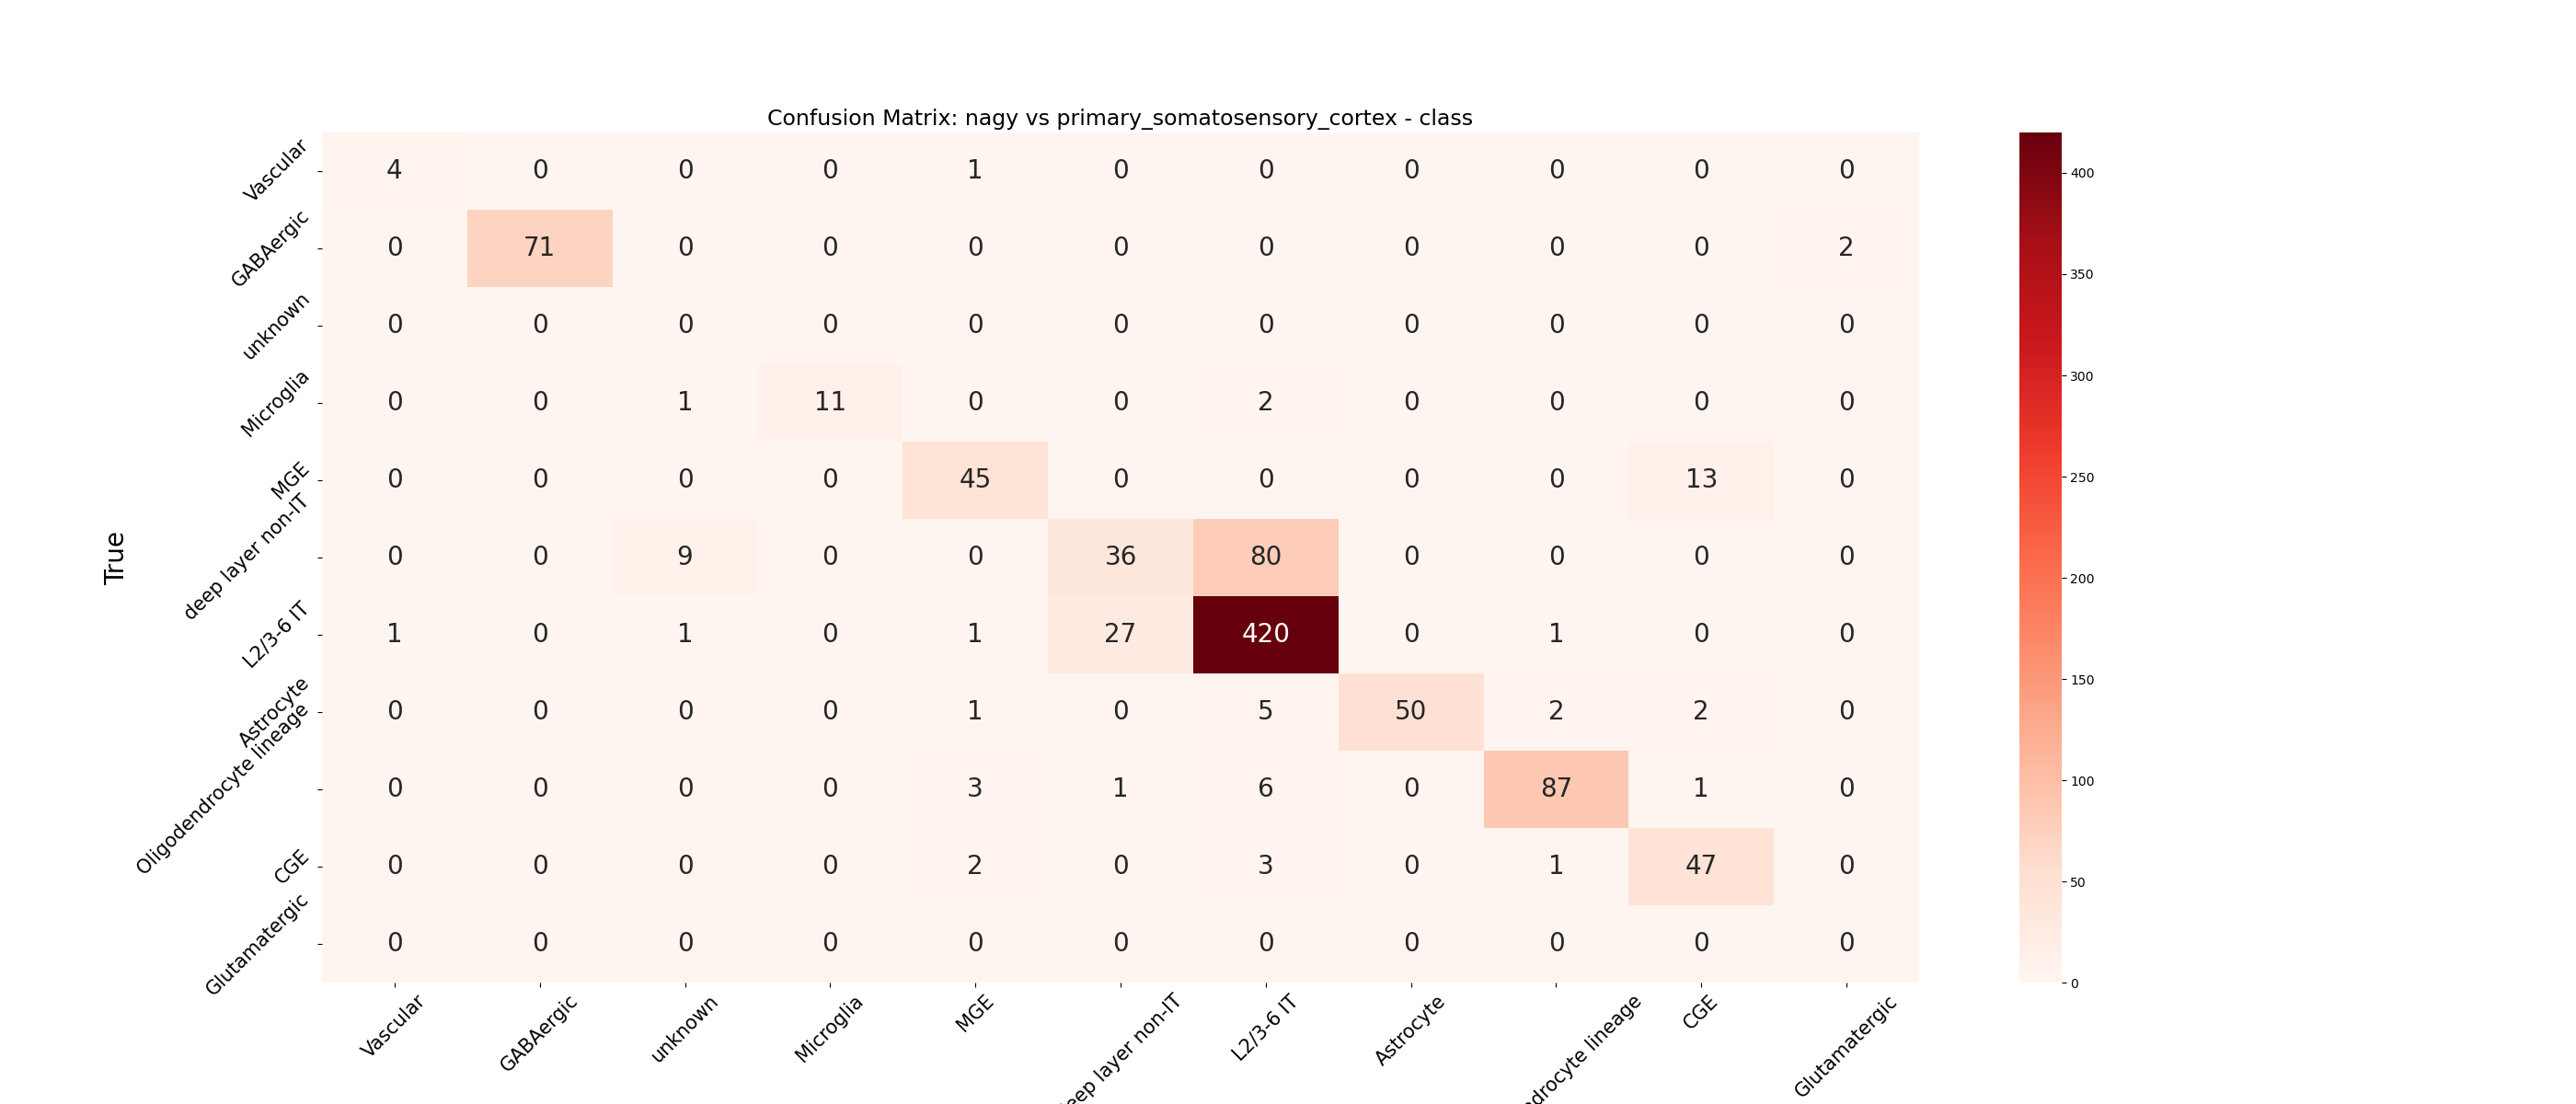 Confusion Matrix: nagy vs primary_somatosensory_cortex - class
True
Vascular 4 0 0 0 1 0 0 0 0 0 0
GABAergic 0 71 0 0 0 0 0 0 0 0 2
unknown 0 0 0 0 0 0 0 0 0 0 0
Microglia 0 0 1 11 0 0 2 0 0 0 0
MGE 0 0 0 0 45 0 0 0 0 13 0
deep layer non-IT 0 0 9 0 0 36 80 0 0 0 0
L2/3-6 IT 1 0 1 0 1 27 420 0 1 0 0
Astrocyte 0 0 0 0 1 0 5 50 2 2 0
Oligodendrocyte lineage 0 0 0 0 3 1 6 0 87 1 0
CGE 0 0 0 0 2 0 3 0 1 47 0
Glutamatergic 0 0 0 0 0 0 0 0 0 0 0
Vascular GABAergic unknown Microglia MGE eep layer non-IT L2/3-6 IT Astrocyte ndrocyte lineage CGE Glutamatergic
400
350
300
250
200
150
100
50
0